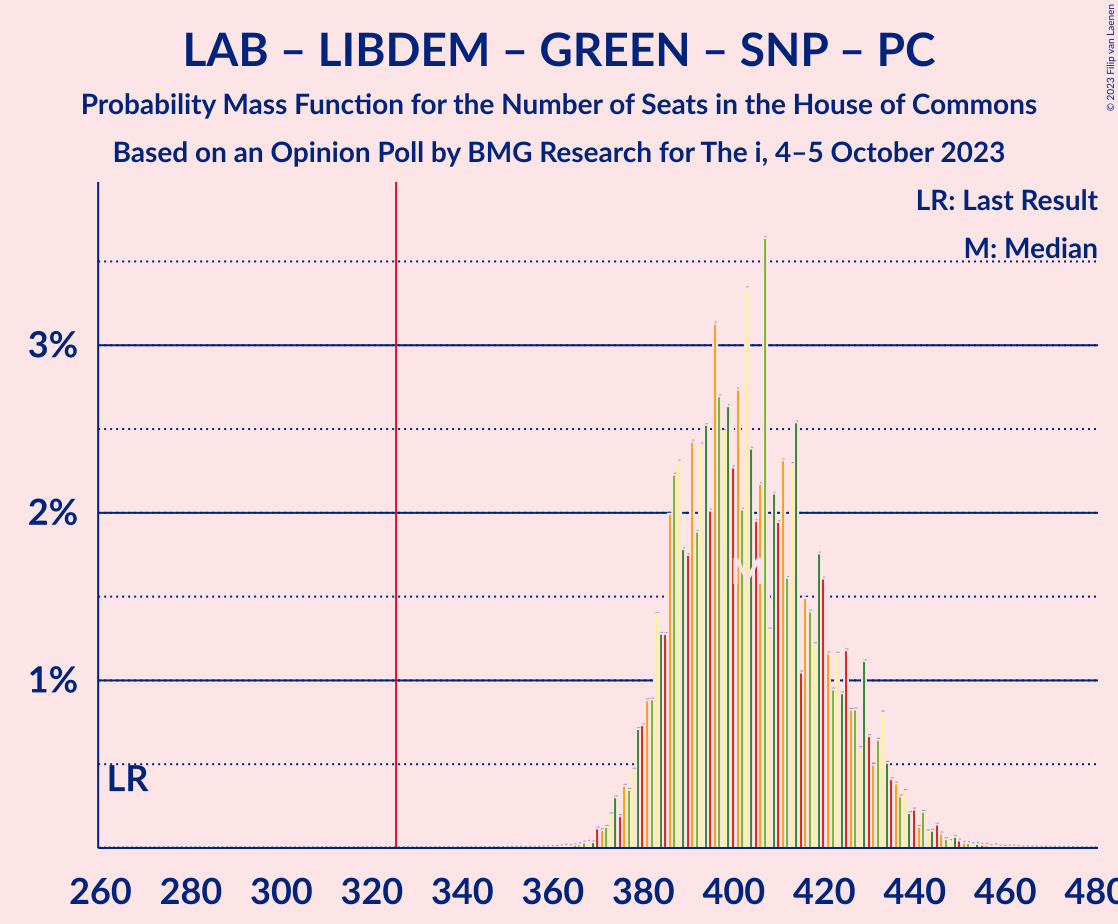 LAB – LIBDEM – GREEN – SNP – PC
Probability Mass Function for the Number of Seats in the House of Commons
Based on an Opinion Poll by BMG Research for The i, 4–5 October 2023
© 2023 Filip van Laenen
LR: Last Result
M: Median
3%
2%
1%
M
LR
260 280 300 320 340 360 380 400 420 440 460 480